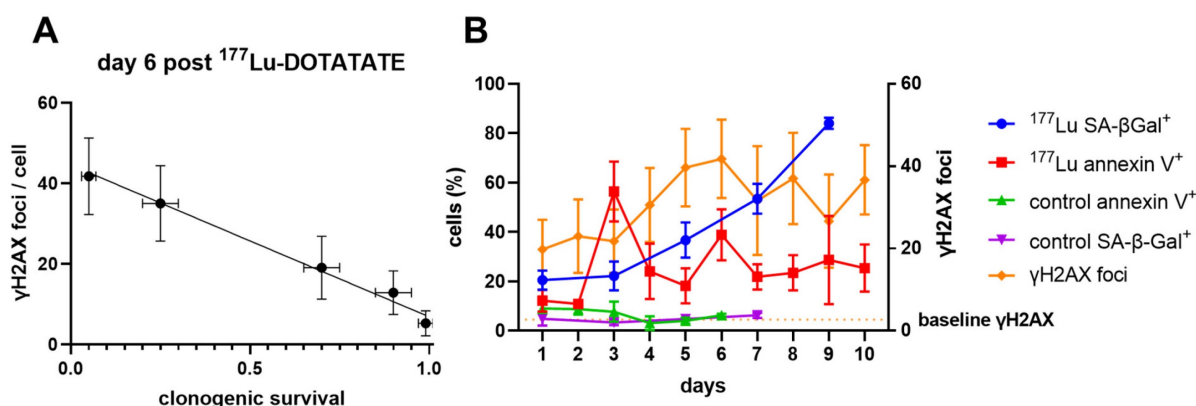 A
day 6 post ¹⁷⁷Lu-DOTATATE
γH2AX foci / cell
60
40
20
0
0.0
0.5
1.0
clonogenic survival
B
cells (%)
100
80
60
40
20
0
1 2 3 4 5 6 7 8 9 10
days
60
40
20
0
γH2AX foci
baseline γH2AX
¹⁷⁷Lu SA-βGal⁺
¹⁷⁷Lu annexin V⁺
control annexin V⁺
control SA-β-Gal⁺
γH2AX foci